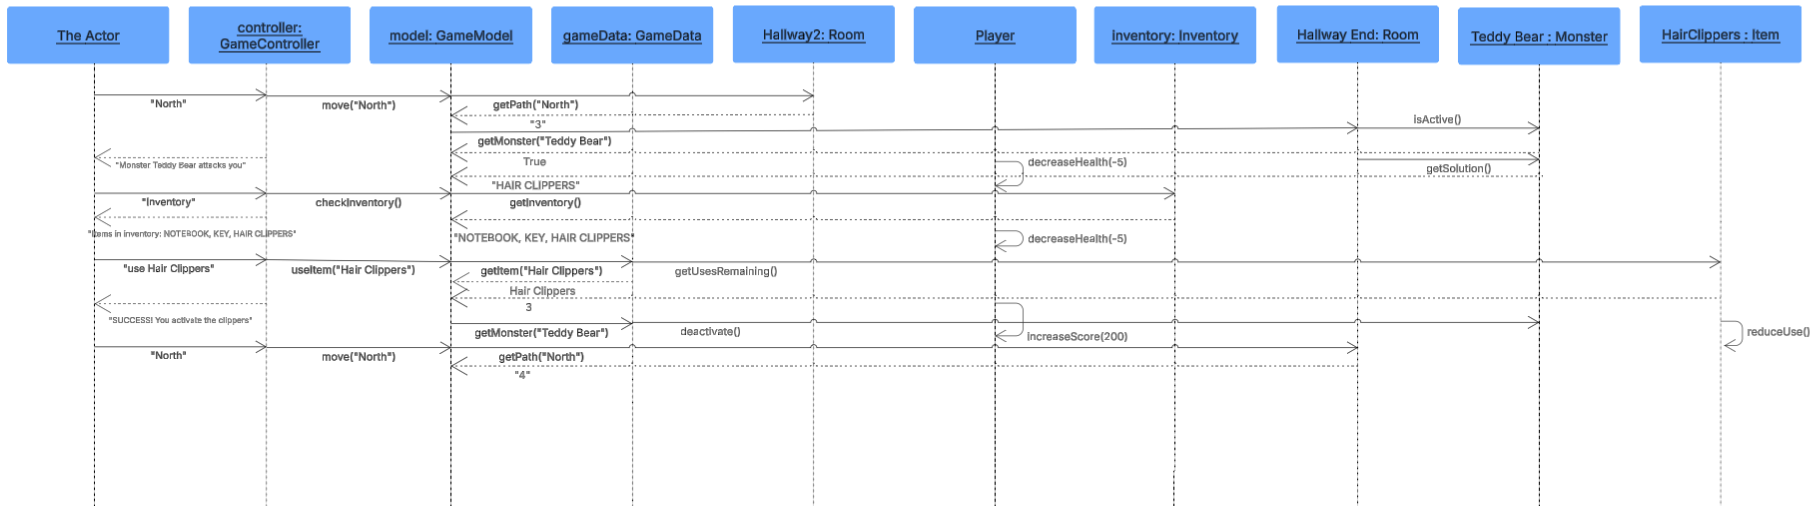 The Actor
controller:
GameController
model: GameModel
gameData: GameData
Hallway2: Room
Player
inventory: Inventory
Hallway End: Room
Teddy Bear : Monster
HairClippers : Item
"North"
move("North")
getPath("North")
"3"
isActive()
getMonster("Teddy Bear")
"Monster Teddy Bear attacks you"
True
decreaseHealth(-5)
getSolution()
"HAIR CLIPPERS"
"Inventory"
checkInventory()
getInventory()
"Items in inventory: NOTEBOOK, KEY, HAIR CLIPPERS"
"NOTEBOOK, KEY, HAIR CLIPPERS"
decreaseHealth(-5)
"use Hair Clippers"
useItem("Hair Clippers")
getItem("Hair Clippers")
getUsesRemaining()
Hair Clippers
3
"SUCCESS! You activate the clippers"
getMonster("Teddy Bear")
deactivate()
increaseScore(200)
reduceUse()
"North"
move("North")
getPath("North")
"4"